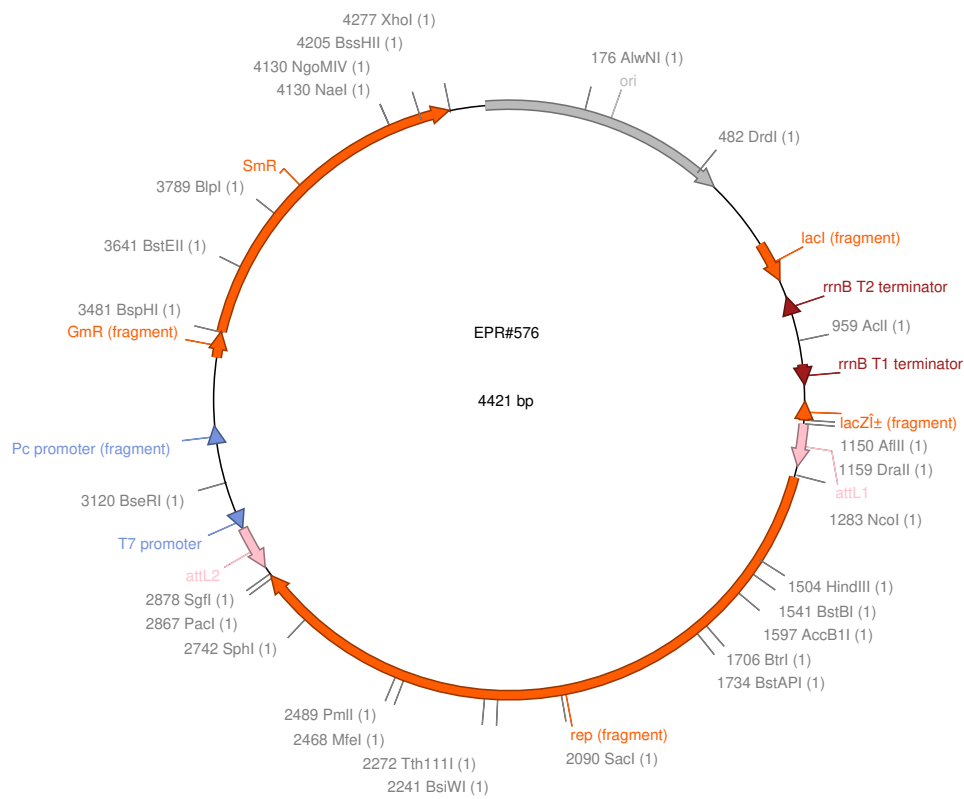 4277 XhoI (1)
4205 BssHII (1)
4130 NgoMIV (1)
4130 NaeI (1)
176 AlwNI (1)
ori
482 DrdI (1)
SmR
3789 BlpI (1)
3641 BstEII (1)
3481 BspHI (1)
GmR (fragment)
lacI (fragment)
rrnB T2 terminator
959 AclI (1)
rrnB T1 terminator
EPR#576
4421 bp
lacZÎ± (fragment)
1150 AflII (1)
1159 DraII (1)
attL1
1283 NcoI (1)
Pc promoter (fragment)
3120 BseRI (1)
T7 promoter
attL2
2878 SgfI (1)
2867 PacI (1)
2742 SphI (1)
1504 HindIII (1)
1541 BstBI (1)
1597 AccB1I (1)
1706 BtrI (1)
1734 BstAPI (1)
2489 PmlI (1)
2468 MfeI (1)
2272 Tth111I (1)
2241 BsiWI (1)
rep (fragment)
2090 SacI (1)